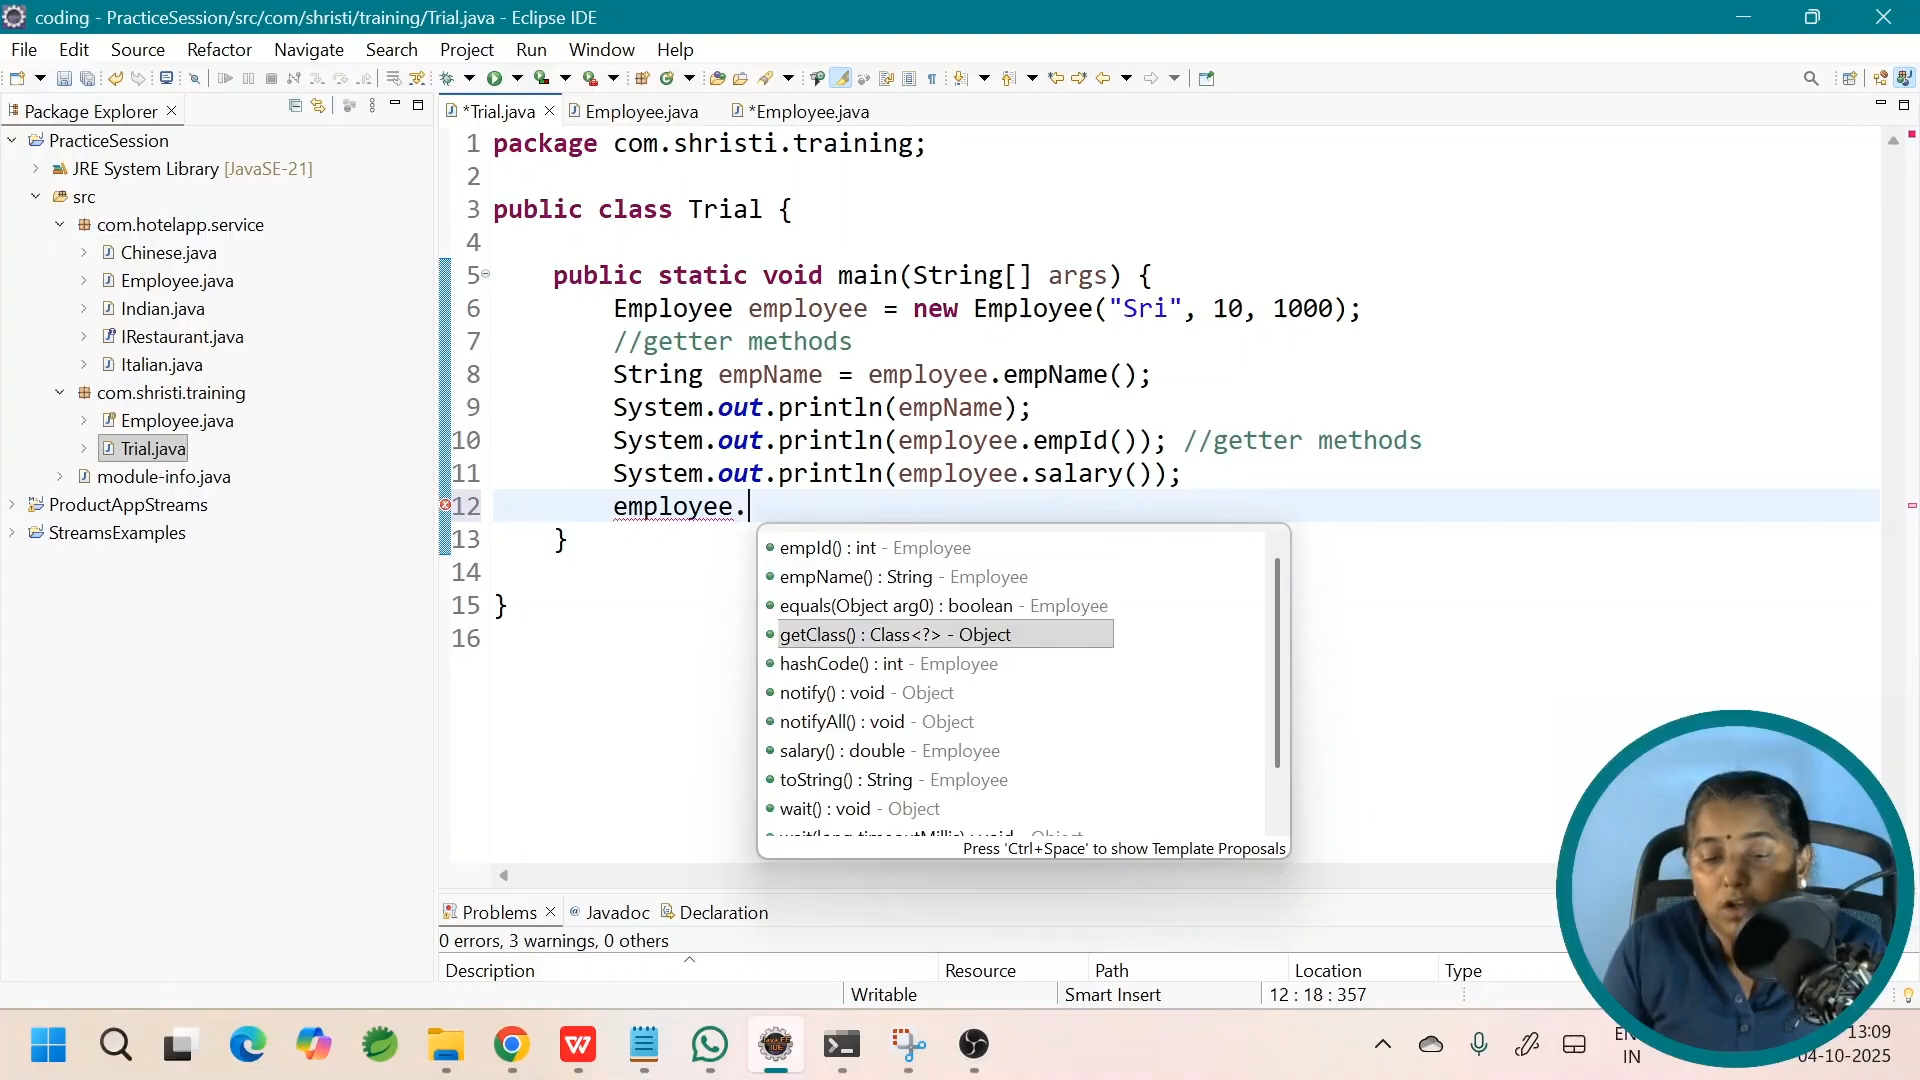 coding - PracticeSession/src/com/shristi/training/Trial.java - Eclipse IDE
File Edit Source Refactor Navigate Search Project Run Window Help
Package Explorer
*Trial.java Employee.java *Employee.java
PracticeSession
JRE System Library [JavaSE-21]
src
com.hotelapp.service
Chinese.java
Employee.java
Indian.java
IRestaurant.java
Italian.java
com.shristi.training
Employee.java
Trial.java
module-info.java
ProductAppStreams
StreamsExamples
1 package com.shristi.training;
2
3 public class Trial {
4
5 public static void main(String[] args) {
6 Employee employee = new Employee("Sri", 10, 1000);
7 //getter methods
8 String empName = employee.empName();
9 System.out.println(empName);
10 System.out.println(employee.empId()); //getter methods
11 System.out.println(employee.salary());
12 employee.
13 }
14
15 }
16
empId() : int - Employee
empName() : String - Employee
equals(Object arg0) : boolean - Employee
getClass() : Class<?> - Object
hashCode() : int - Employee
notify() : void - Object
notifyAll() : void - Object
salary() : double - Employee
toString() : String - Employee
wait() : void - Object
wait(long timeoutMillis) : void - Object
Press 'Ctrl+Space' to show Template Proposals
Problems Javadoc Declaration
0 errors, 3 warnings, 0 others
Description Resource Path Location Type
Writable Smart Insert 12 : 18 : 357
IN
13:09
04-10-2025